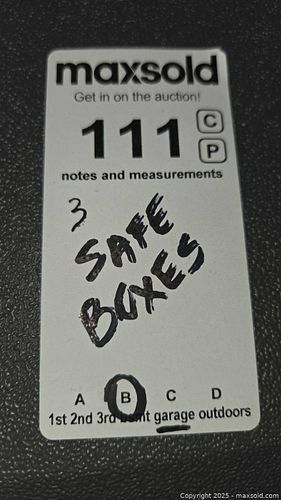 maxsold
Get in on the auction!
111
C
P
notes and measurements
3
SAFE
BOXES
A B C D
1st 2nd 3rd garage outdoors
Copyright © 2025 - maxsold.com